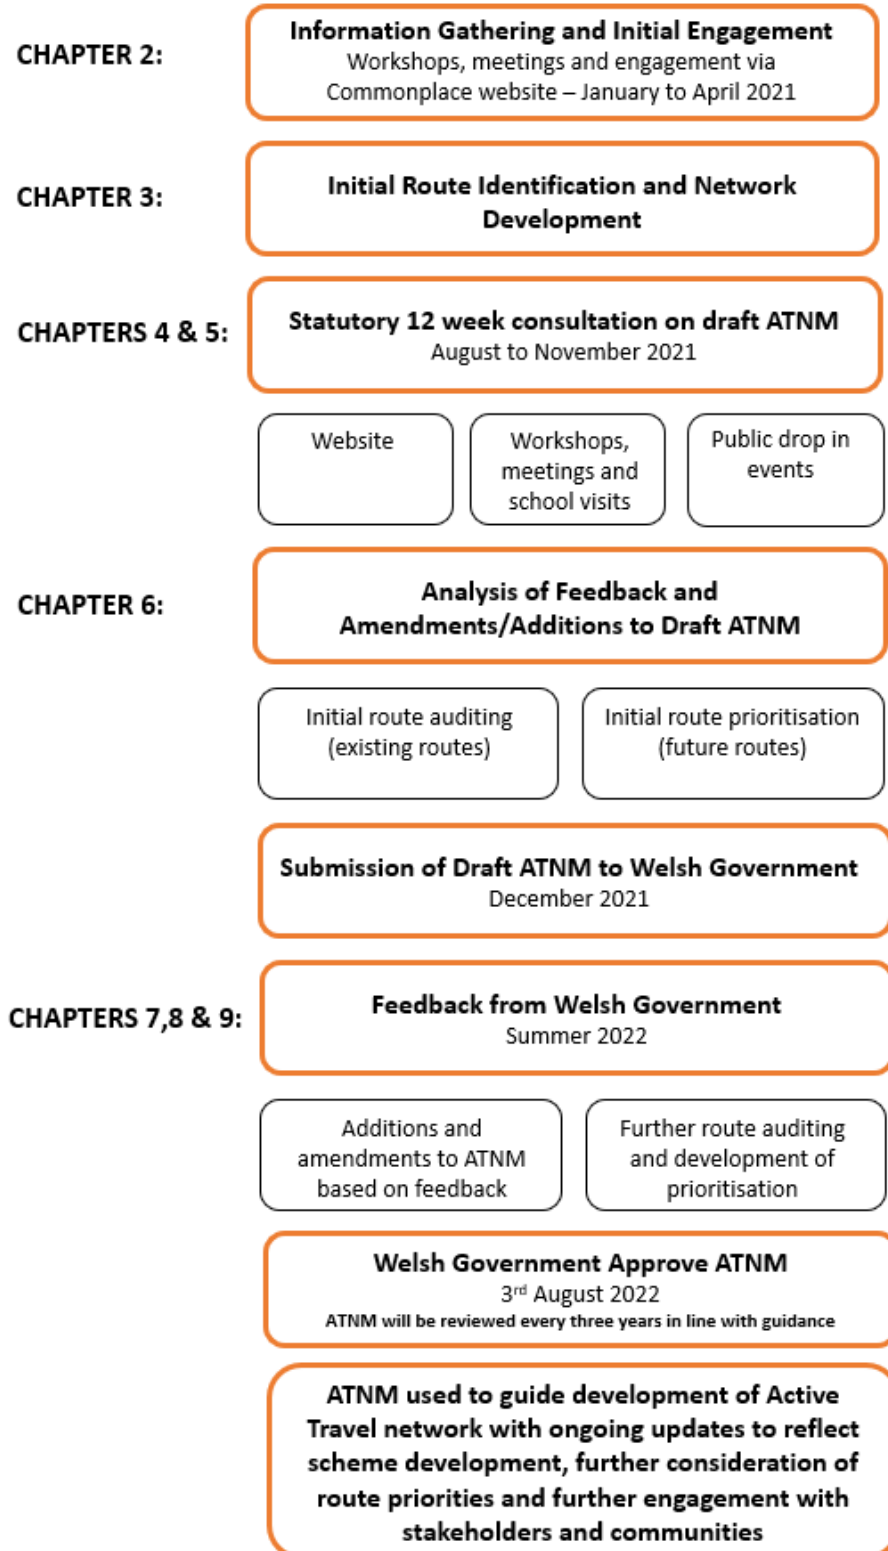 CHAPTER 2:
Information Gathering and Initial Engagement
Workshops, meetings and engagement via
Commonplace website – January to April 2021
CHAPTER 3:
Initial Route Identification and Network
Development
CHAPTERS 4 & 5:
Statutory 12 week consultation on draft ATNM
August to November 2021
Website
Workshops,
meetings and
school visits
Public drop in
events
CHAPTER 6:
Analysis of Feedback and
Amendments/Additions to Draft ATNM
Initial route auditing
(existing routes)
Initial route prioritisation
(future routes)
Submission of Draft ATNM to Welsh Government
December 2021
CHAPTERS 7,8 & 9:
Feedback from Welsh Government
Summer 2022
Additions and
amendments to ATNM
based on feedback
Further route auditing
and development of
prioritisation
Welsh Government Approve ATNM
3rd August 2022
ATNM will be reviewed every three years in line with guidance
ATNM used to guide development of Active
Travel network with ongoing updates to reflect
scheme development, further consideration of
route priorities and further engagement with
stakeholders and communities